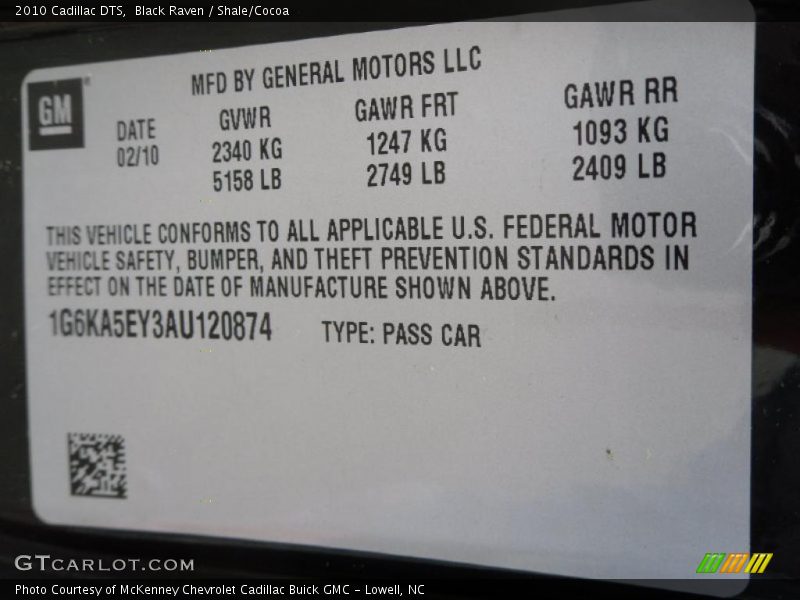 2010 Cadillac DTS,  Black Raven / Shale/Cocoa
MFD BY GENERAL MOTORS LLC
GM
DATE GVWR GAWR FRT GAWR RR
02/10 2340 KG 1247 KG 1093 KG
5158 LB 2749 LB 2409 LB
THIS VEHICLE CONFORMS TO ALL APPLICABLE U.S. FEDERAL MOTOR
VEHICLE SAFETY, BUMPER, AND THEFT PREVENTION STANDARDS IN
EFFECT ON THE DATE OF MANUFACTURE SHOWN ABOVE.
1G6KA5EY3AU120874 TYPE: PASS CAR
GTCARLOT.COM
Photo Courtesy of McKenney Chevrolet Cadillac Buick GMC - Lowell, NC